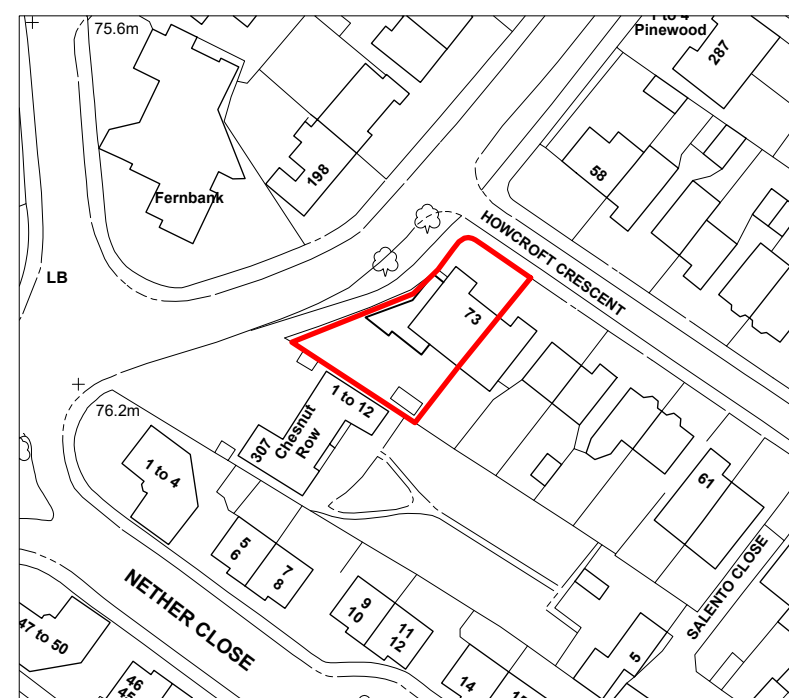 75.6m
1 to 4
Pinewood
287
58
198
Fernbank
HOWCROFT CRESCENT
LB
73
76.2m
1 to 12
Chesnut
Row
307
1 to 4
61
5
6
7
8
SALENTO CLOSE
NETHER CLOSE
9
10
11
12
47 to 50
5
14
46
45